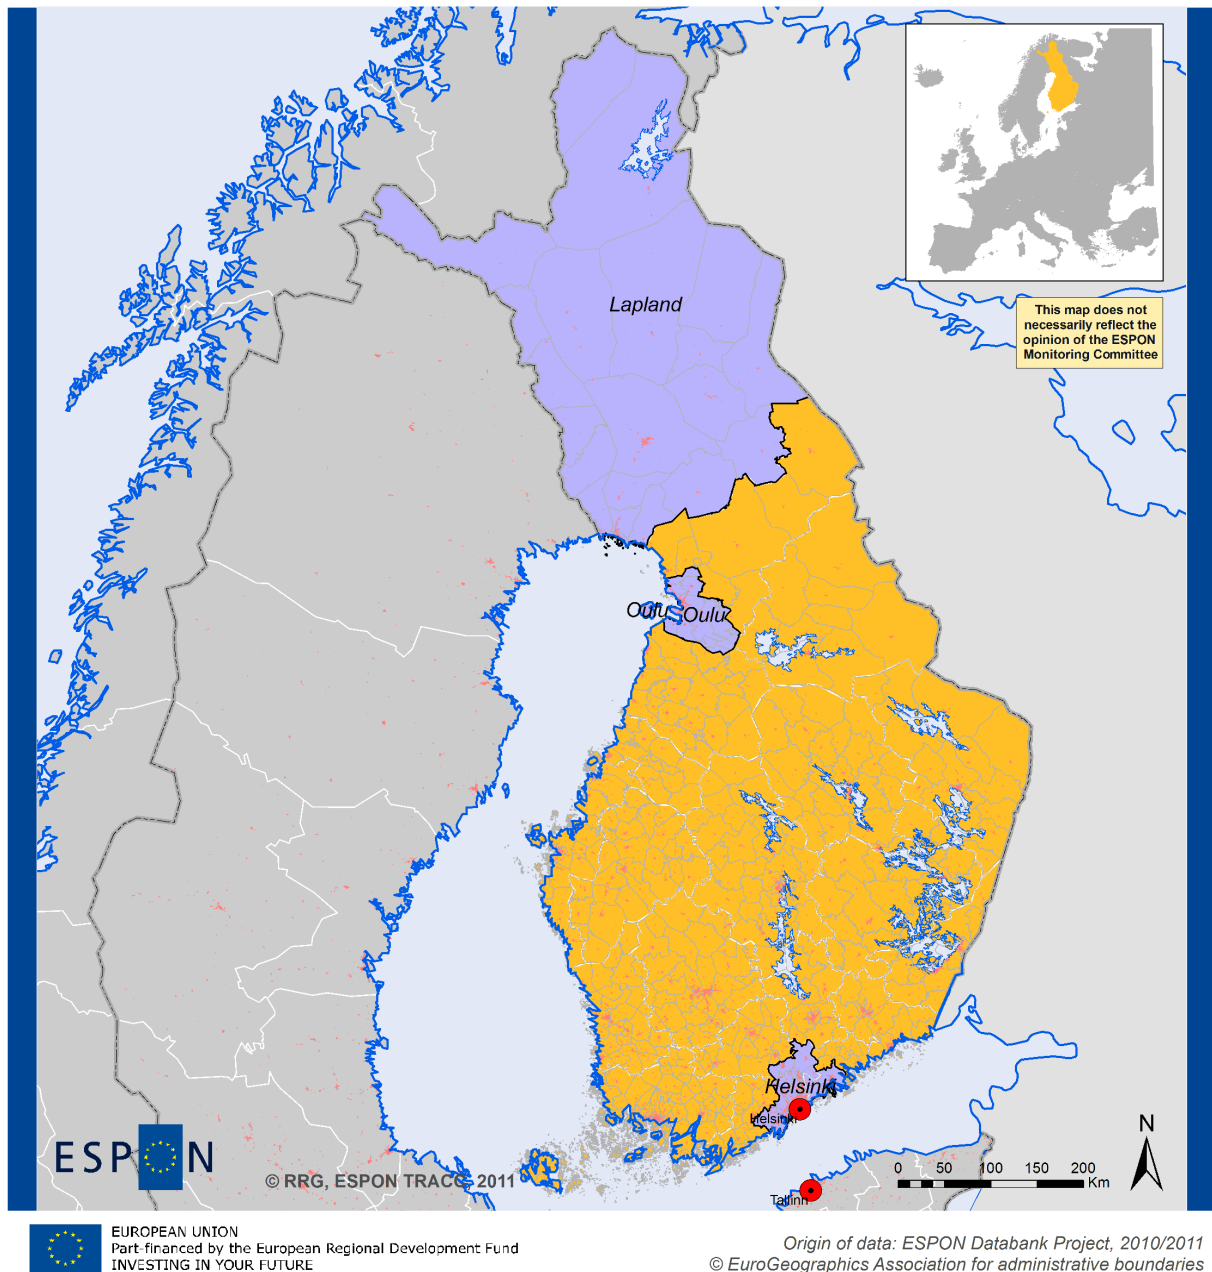 Lapland
This map does not
necessarily reflect the
opinion of the ESPON
Monitoring Committee
Oulu
Oulu
Helsinki
Helsinki
Tallinn
N
0 50 100 150 200
Km
ESPON
© RRG, ESPON TRACC, 2011
EUROPEAN UNION
Part-financed by the European Regional Development Fund
INVESTING IN YOUR FUTURE
Origin of data: ESPON Databank Project, 2010/2011
© EuroGeographics Association for administrative boundaries